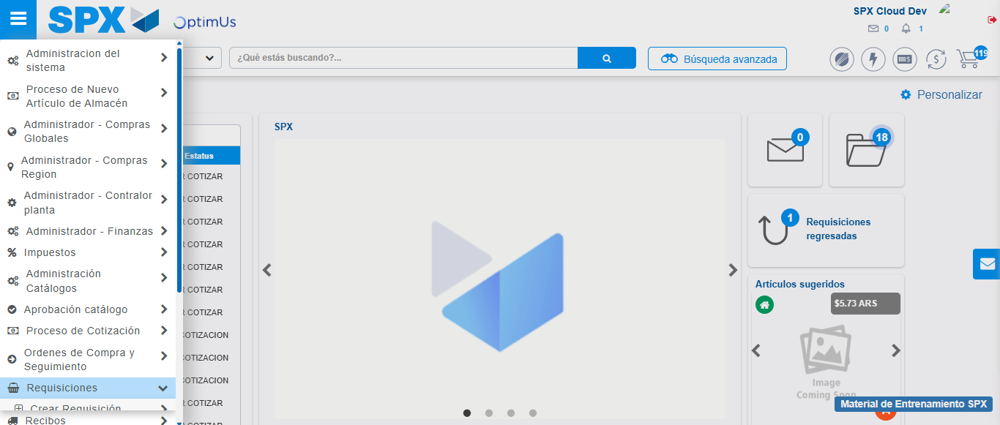 SPX
OptimUs
SPX Cloud Dev
0
1
¿Qué estás buscando?...
Búsqueda avanzada
119
Personalizar
Administracion del
sistema
Proceso de Nuevo
Artículo de Almacén
Administrador - Compras
Globales
Administrador - Compras
Region
Administrador - Contralor
planta
Administrador - Finanzas
Impuestos
Administración
Catálogos
Aprobación catálogo
Proceso de Cotización
Ordenes de Compra y
Seguimiento
Requisiciones
Crear Requisición
Recibos
Estatus
R COTIZAR
R COTIZAR
R COTIZAR
R COTIZAR
R COTIZAR
R COTIZAR
R COTIZAR
COTIZACION
COTIZACION
COTIZACION
R COTIZAR
COTIZAR
SPX
0
18
1
Requisiciones
regresadas
Artículos sugeridos
$5.73 ARS
Image
Coming Soon
Material de Entrenamiento SPX